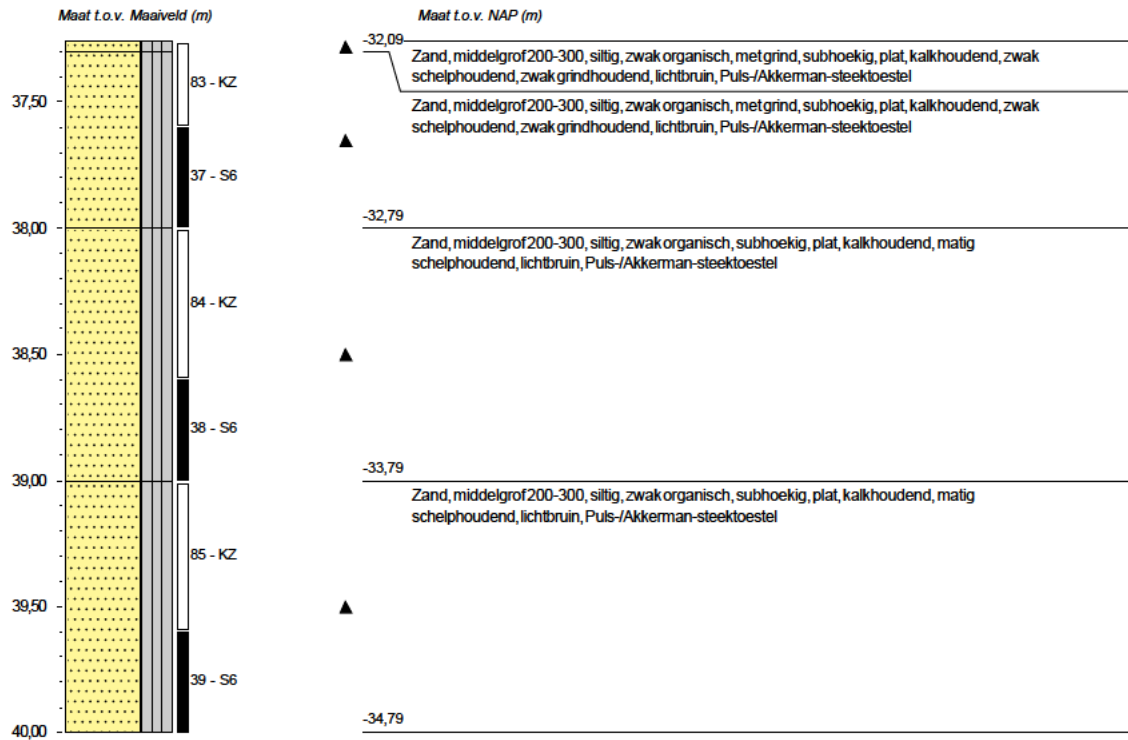 Maat t.o.v. Maaiveld (m)
Maat t.o.v. NAP (m)
-32,09
Zand, middelgrof 200-300, siltig, zwak organisch, met grind, subhoekig, plat, kalkhoudend, zwak
schelphoudend, zwak grindhoudend, lichtbruin, Puls-/Akkerman-steektoestel
83 - KZ
37,50
Zand, middelgrof 200-300, siltig, zwak organisch, met grind, subhoekig, plat, kalkhoudend, zwak
schelphoudend, zwak grindhoudend, lichtbruin, Puls-/Akkerman-steektoestel
37 - S6
-32,79
38,00
Zand, middelgrof 200-300, siltig, zwak organisch, subhoekig, plat, kalkhoudend, matig
schelphoudend, lichtbruin, Puls-/Akkerman-steektoestel
84 - KZ
38,50
38 - S6
-33,79
39,00
Zand, middelgrof 200-300, siltig, zwak organisch, subhoekig, plat, kalkhoudend, matig
schelphoudend, lichtbruin, Puls-/Akkerman-steektoestel
85 - KZ
39,50
39 - S6
-34,79
40,00